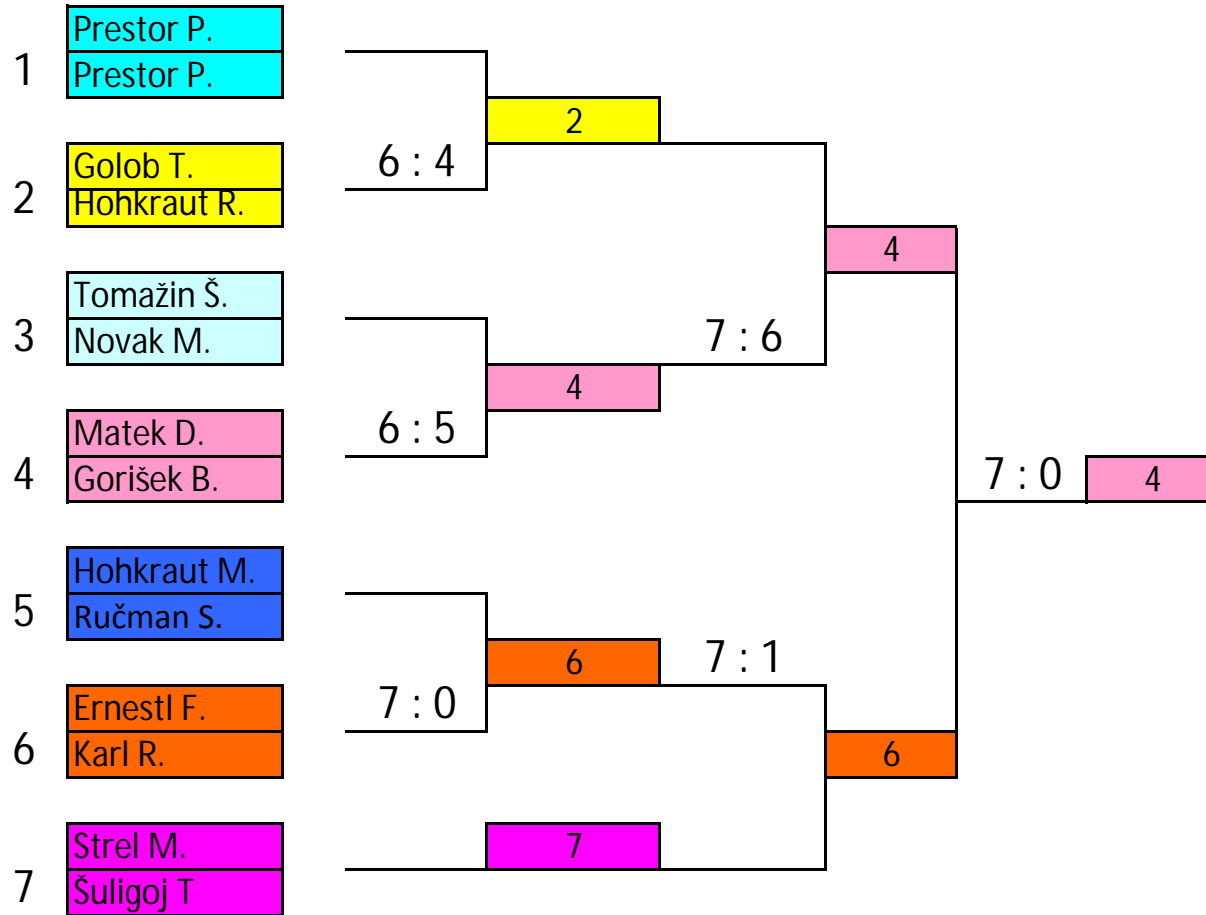 Prestor P.
1
Prestor P.
2
Golob T.
6 : 4
2
Hohkraut R.
4
Tomažin Š.
3
Novak M.
7 : 6
4
Matek D.
6 : 5
4
Gorišek B.
7 : 0
4
Hohkraut M.
5
Ručman S.
6
7 : 1
Ernestl F.
7 : 0
6
Karl R.
6
Strel M.
7
7
Šuligoj T